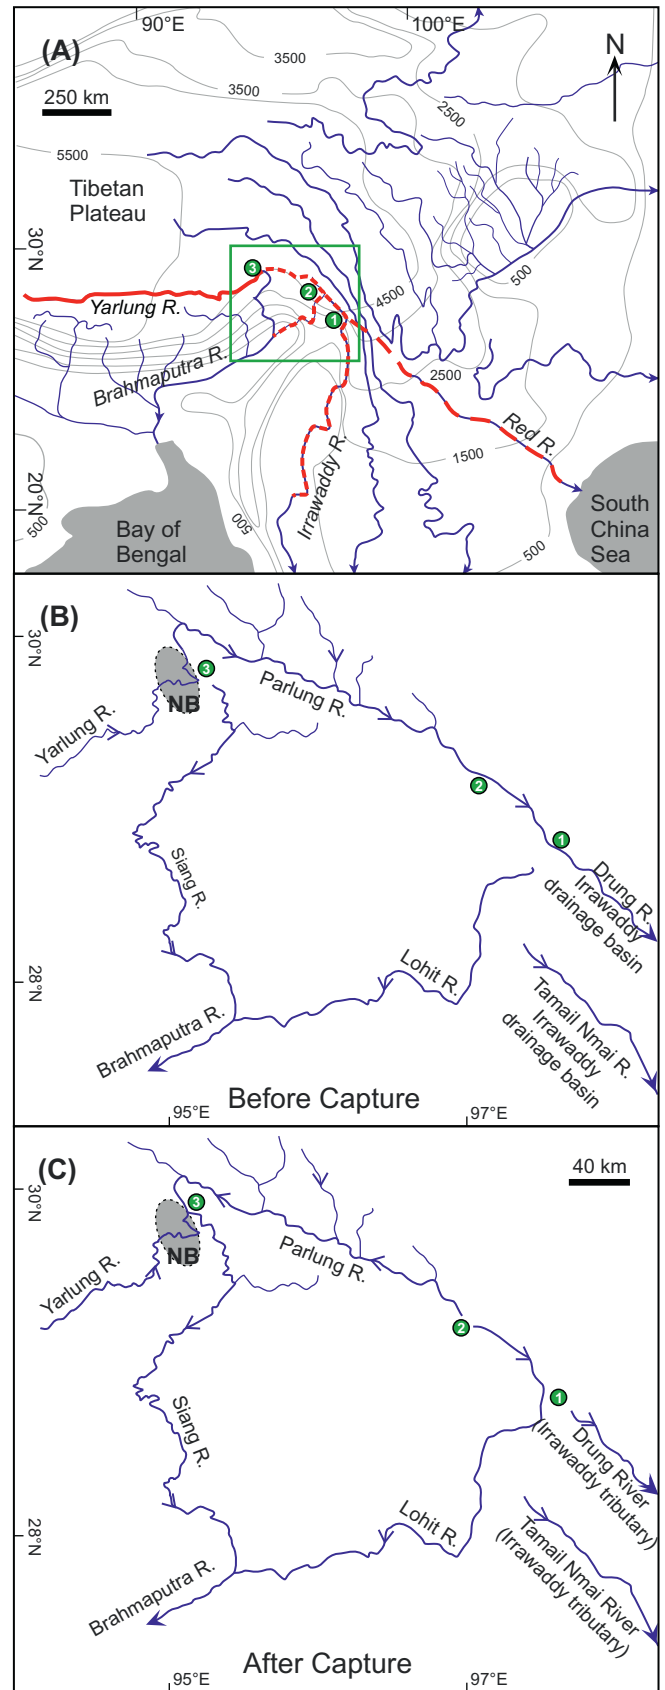 90°E
100°E
(A)
N
250 km
3500
3500
2500
5500
Tibetan
Plateau
30°N
500
3
2
1
4500
Yarlung R.
Brahmaputra R.
2500
Red R.
1500
Irrawaddy R.
20°N
500
500
500
Bay of
Bengal
South
China
Sea
(B)
30°N
3
Parlung R.
NB
Yarlung R.
2
1
Siang R.
Drung R.
Irrawaddy
drainage basin
Lohit R.
28°N
Tamail Nmai R.
Irrawaddy
drainage basin
Brahmaputra R.
Before Capture
95°E
97°E
(C)
40 km
30°N
3
Parlung R.
NB
Yarlung R.
2
1
Siang R.
Drung River
(Irrawaddy tributary)
Lohit R.
28°N
Tamail Nmai River
(Irrawaddy tributary)
Brahmaputra R.
After Capture
95°E
97°E